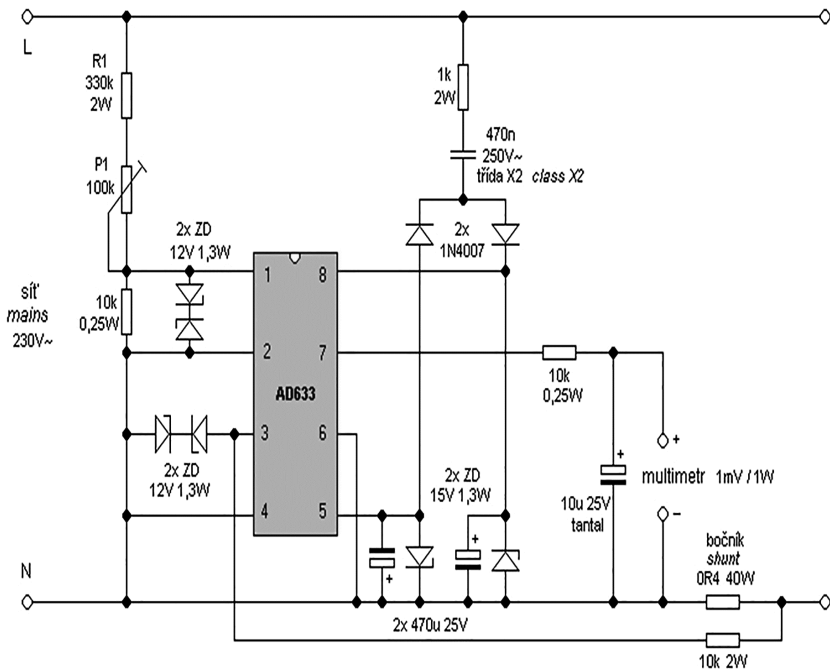 L
R1
330k
2W
1k
2W
470n
250V~
třída X2 class X2
P1
100k
2x ZD
12V 1,3W
2x
1N4007
síť
mains
230V~
10k
0,25W
1
8
2
7
AD633
10k
0,25W
3
6
2x ZD
12V 1,3W
2x ZD
15V 1,3W
+
+
multimetr 1mV / 1W
10u 25V
tantal
4
5
+
+
−
bočník
shunt
0R4 40W
N
2x 470u 25V
10k 2W